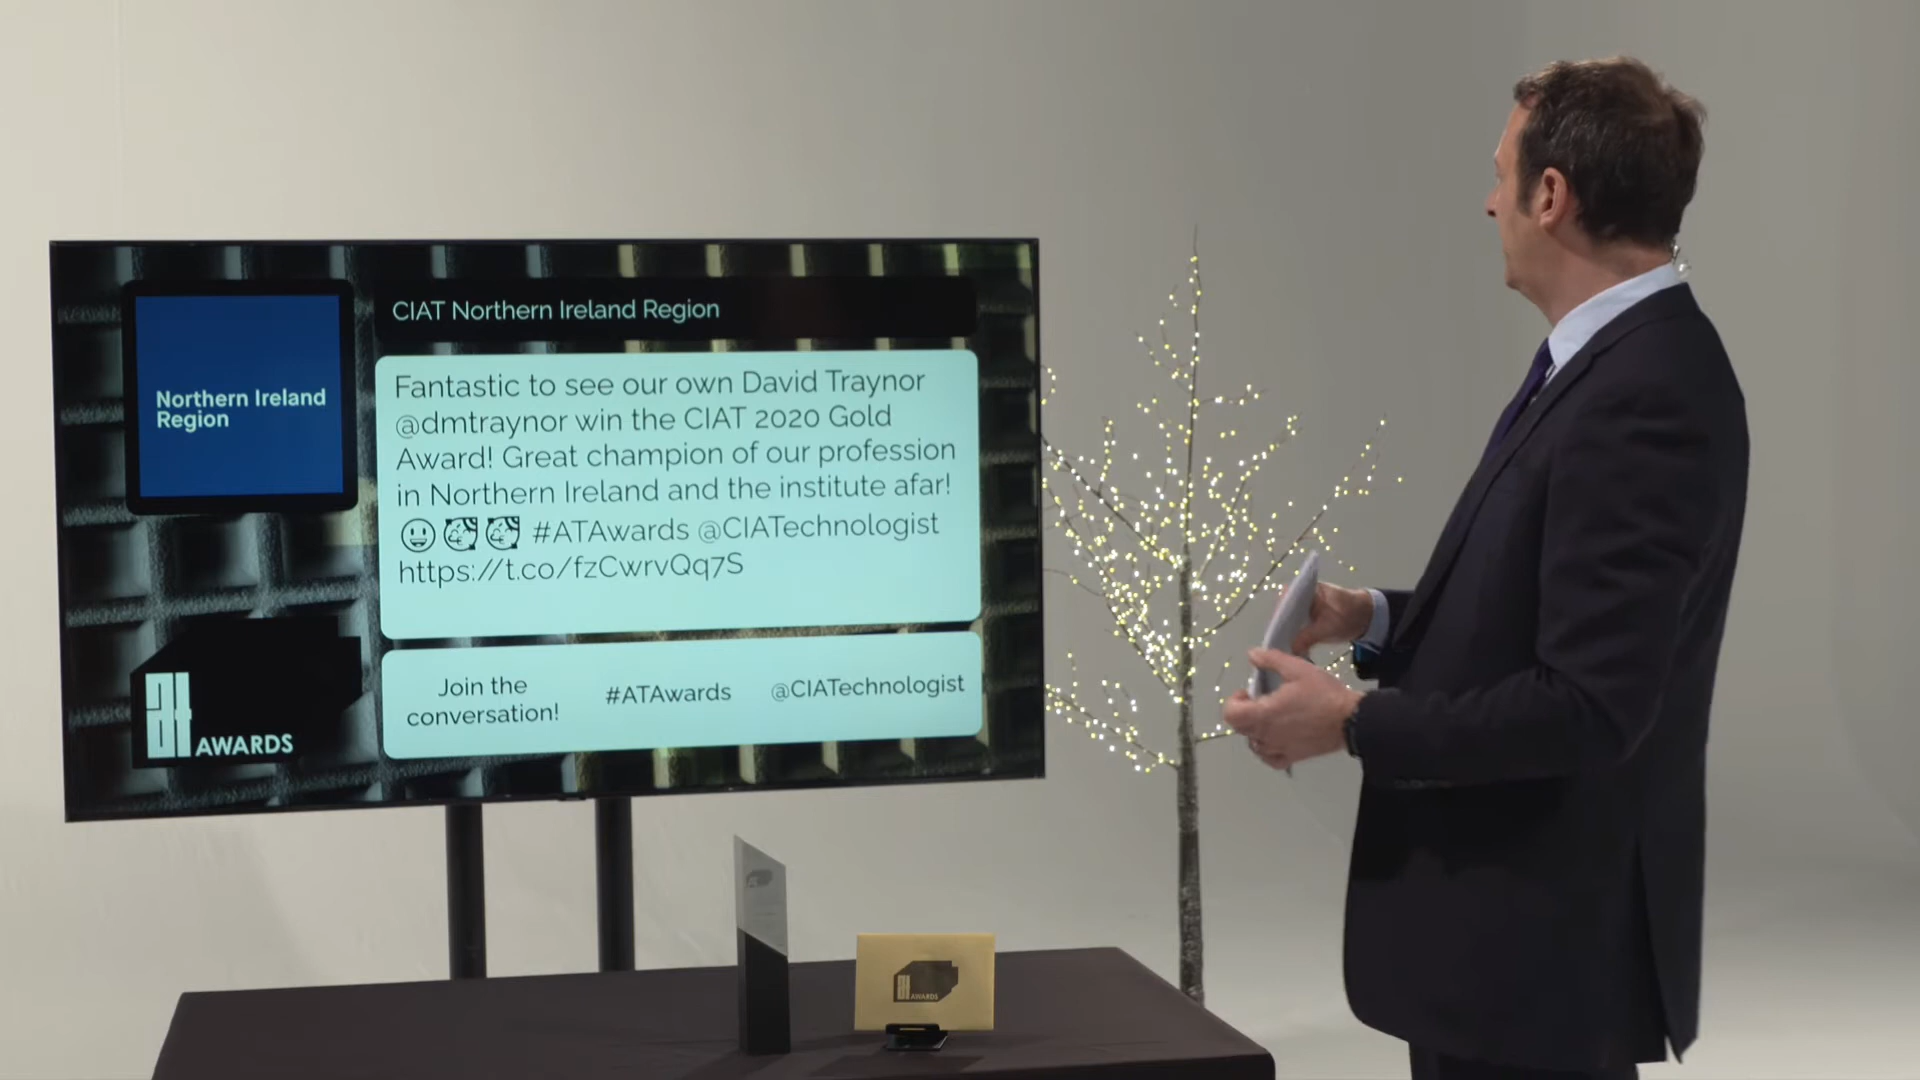 CIAT Northern Ireland Region
Northern Ireland
Region
Fantastic to see our own David Traynor
@dmtraynor win the CIAT 2020 Gold
Award! Great champion of our profession
in Northern Ireland and the institute afar!
#ATAwards @CIATechnologist
https://t.co/fzCwrvQq7S
Join the
conversation!
#ATAwards
@CIATechnologist
at AWARDS
at AWARDS